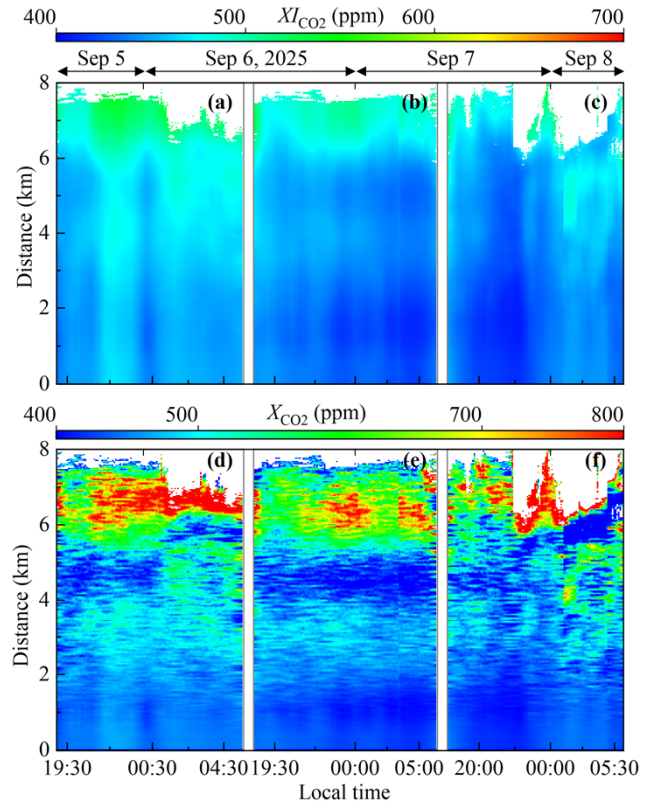 XI_CO2 (ppm)
400 500 600 700
Sep 5 Sep 6, 2025 Sep 7 Sep 8
8
(a) (b) (c)
6
Distance (km)
4
2
0
X_CO2 (ppm)
400 500 700 800
8
(d) (e) (f)
6
Distance (km)
4
2
0
19:30 00:30 04:30 19:30 00:00 05:00 20:00 00:00 05:30
Local time